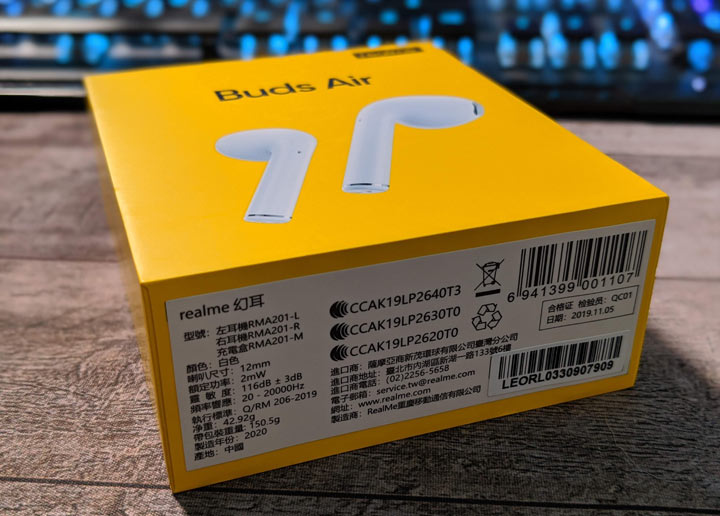 Buds Air
realme 幻耳
型號：左耳機RMA201-L
右耳機RMA201-R
充電盒RMA201-M
顏色：白色
喇叭尺寸：12mm
額定功率：2mW
靈 敏 度：116dB ± 3dB
頻率響應：20 - 20000Hz
執行標準：Q/RM 206-2019
淨重：42.92g
帶包裝重量：150.5g
製造年份：2020
產地：中國
CCAK19LP2640T3
CCAK19LP2630T0
CCAK19LP2620T0
進口商：薩摩亞商新茂環球有限公司臺灣分公司
進口商地址：臺北市內湖區新湖一路133號6樓
進口商電話：(02)2256-5658
電子郵箱：service.tw@realme.com
網址：www.realme.com
製造商：RealMe重慶移動通信有限公司
6 941399 001107
合格证 检验员：QC01
日期：2019.11.05
LEORL0330907909